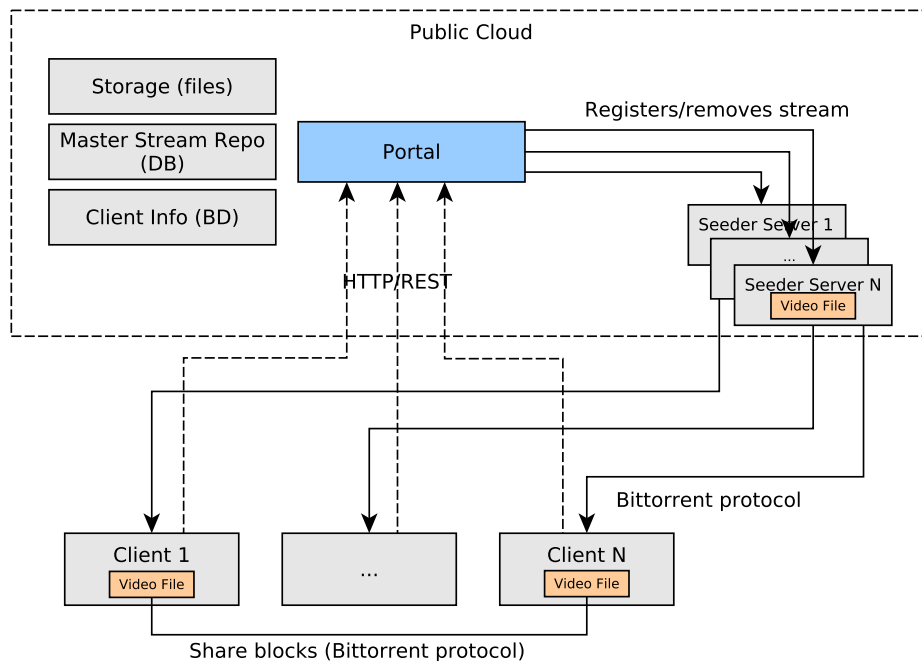 Public Cloud
Storage (files)
Master Stream Repo
(DB)
Client Info (BD)
Portal
Registers/removes stream
Seeder Server 1
...
Seeder Server N
Video File
HTTP/REST
Bittorrent protocol
Client 1
Video File
...
Client N
Video File
Share blocks (Bittorrent protocol)